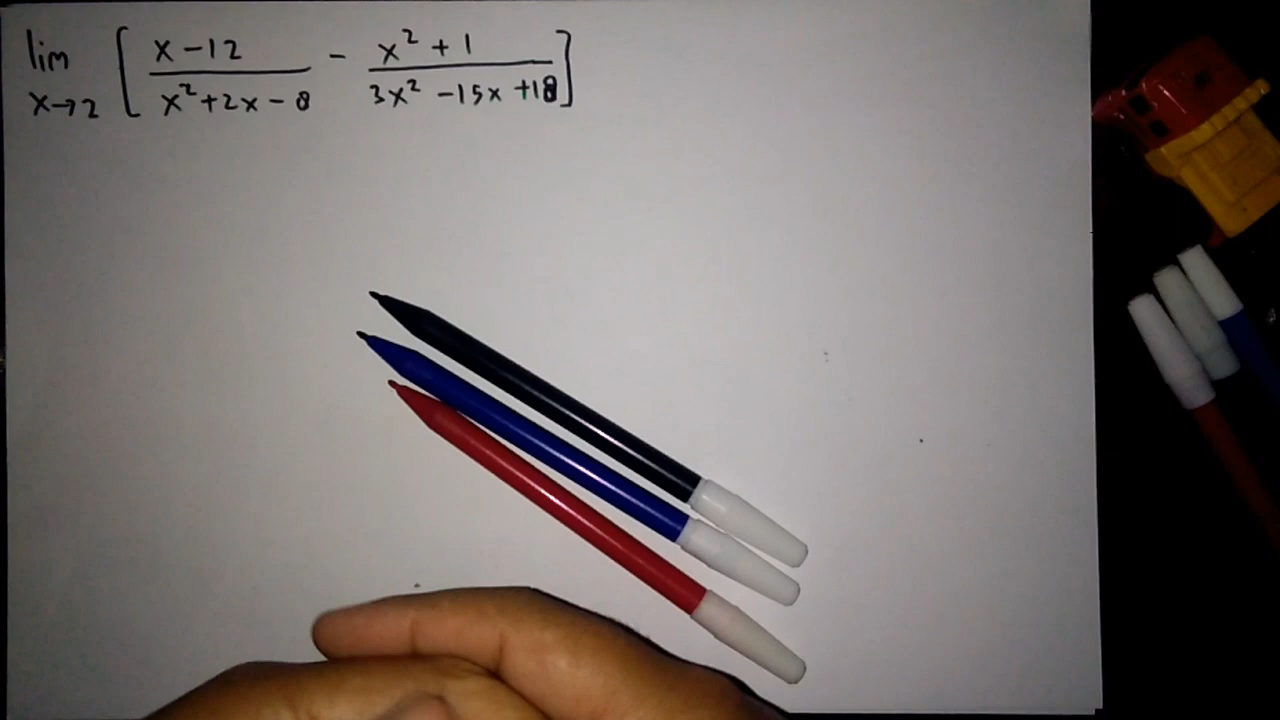 lim [ x-12 / x²+2x-8 - x²+1 / 3x²-15x+18 ]
x→2